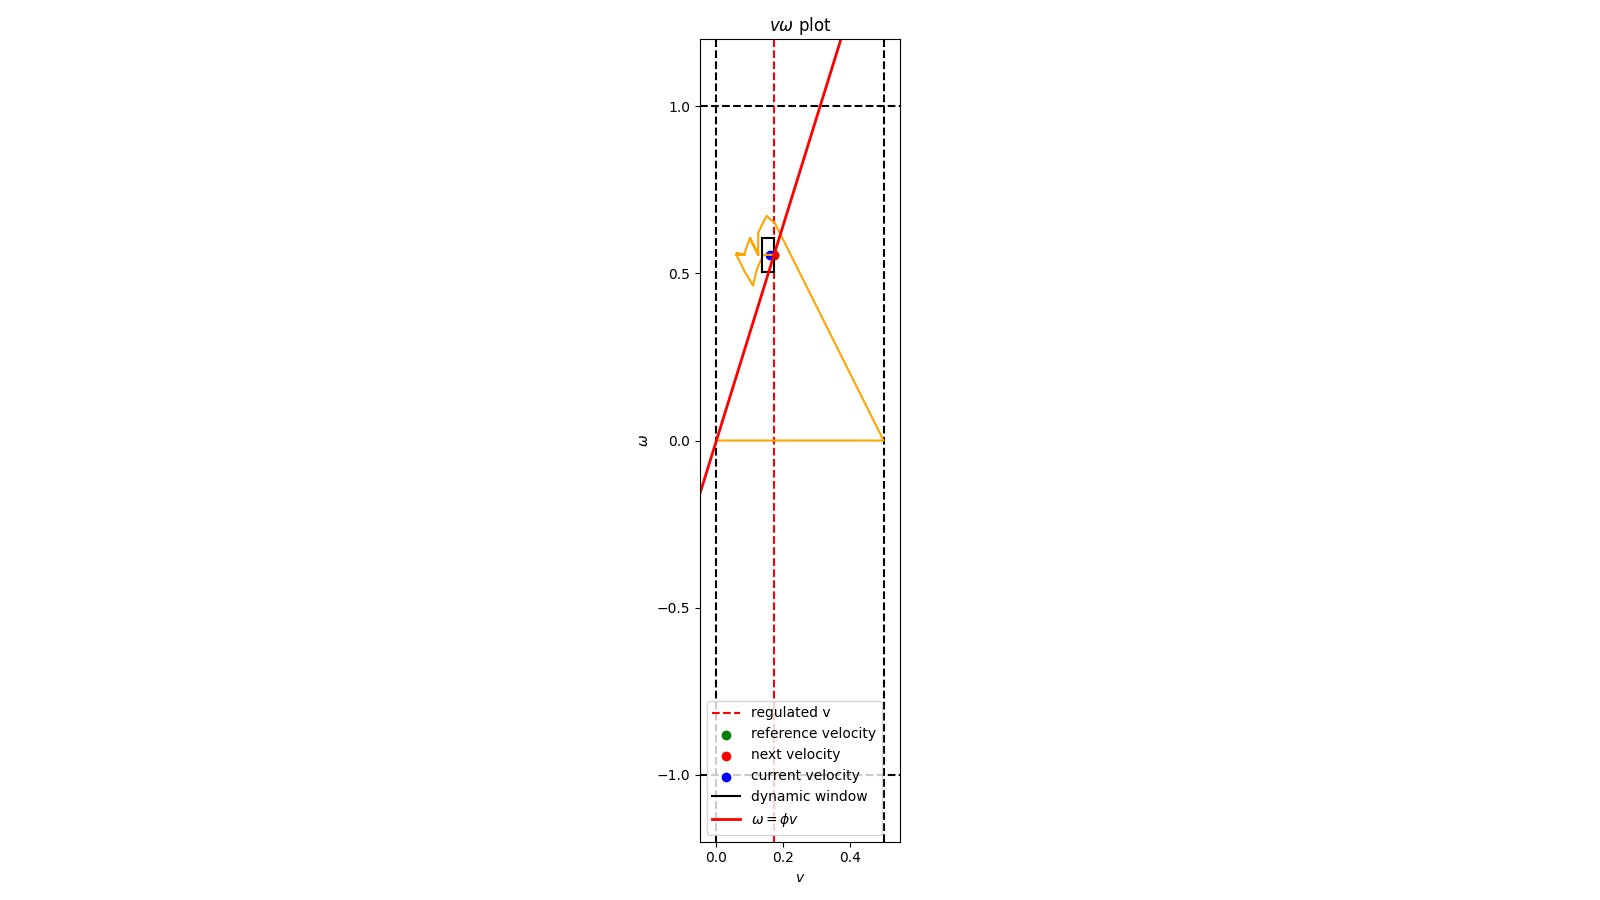 vω plot
1.0
0.5
0.0
−0.5
−1.0
ω
0.0 0.2 0.4
v
regulated v
reference velocity
next velocity
current velocity
dynamic window
ω = ϕv